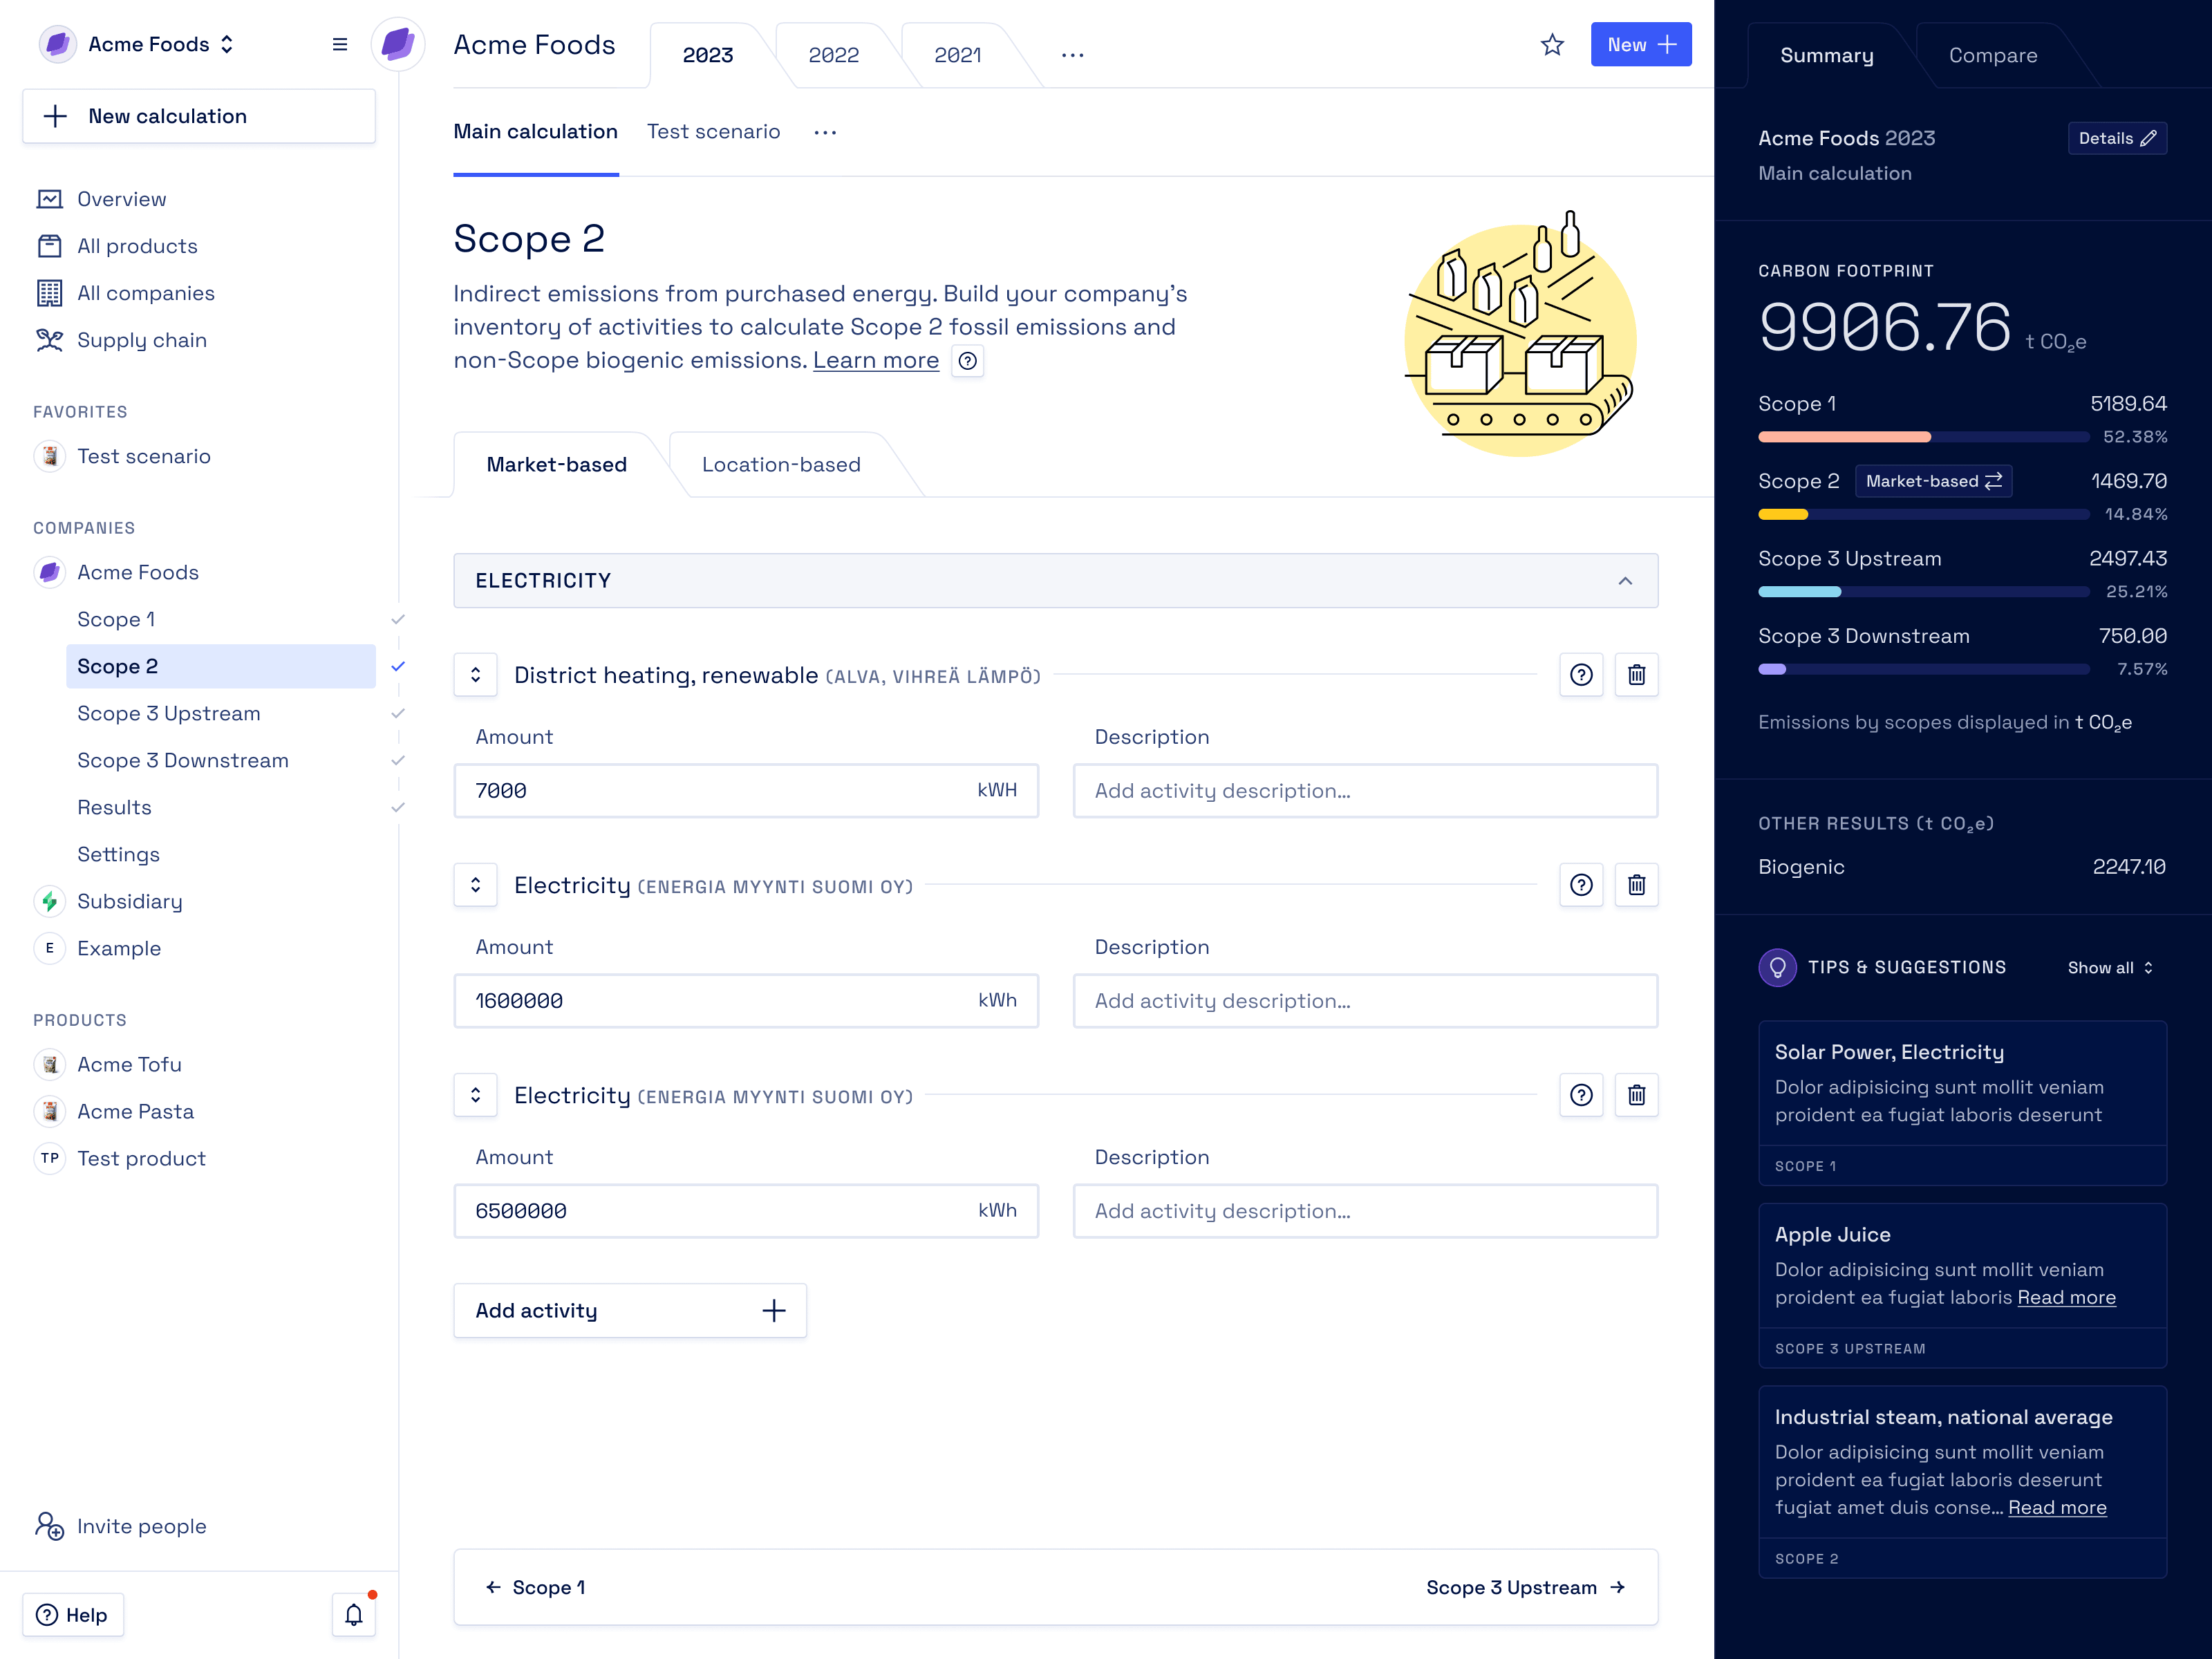 Acme Foods
New calculation
Overview
All products
All companies
Supply chain
FAVORITES
Test scenario
COMPANIES
Acme Foods
Scope 1
Scope 2
Scope 3 Upstream
Scope 3 Downstream
Results
Settings
Subsidiary
E Example
PRODUCTS
Acme Tofu
Acme Pasta
TP Test product
Invite people
Help
Acme Foods 2023 2022 2021 ...
New
Main calculation Test scenario ...
Scope 2
Indirect emissions from purchased energy. Build your company's
inventory of activities to calculate Scope 2 fossil emissions and
non-Scope biogenic emissions. Learn more
Market-based Location-based
ELECTRICITY
District heating, renewable (ALVA, VIHREÄ LÄMPÖ)
Amount Description
7000 kWH Add activity description...
Electricity (ENERGIA MYYNTI SUOMI OY)
Amount Description
1600000 kWh Add activity description...
Electricity (ENERGIA MYYNTI SUOMI OY)
Amount Description
6500000 kWh Add activity description...
Add activity
Scope 1 Scope 3 Upstream
Summary Compare
Acme Foods 2023 Details
Main calculation
CARBON FOOTPRINT
9906.76 t CO₂e
Scope 1 5189.64
52.38%
Scope 2 Market-based 1469.70
14.84%
Scope 3 Upstream 2497.43
25.21%
Scope 3 Downstream 750.00
7.57%
Emissions by scopes displayed in t CO₂e
OTHER RESULTS (t CO₂e)
Biogenic 2247.10
TIPS & SUGGESTIONS Show all
Solar Power, Electricity
Dolor adipisicing sunt mollit veniam
proident ea fugiat laboris deserunt
SCOPE 1
Apple Juice
Dolor adipisicing sunt mollit veniam
proident ea fugiat laboris Read more
SCOPE 3 UPSTREAM
Industrial steam, national average
Dolor adipisicing sunt mollit veniam
proident ea fugiat laboris deserunt
fugiat amet duis conse... Read more
SCOPE 2